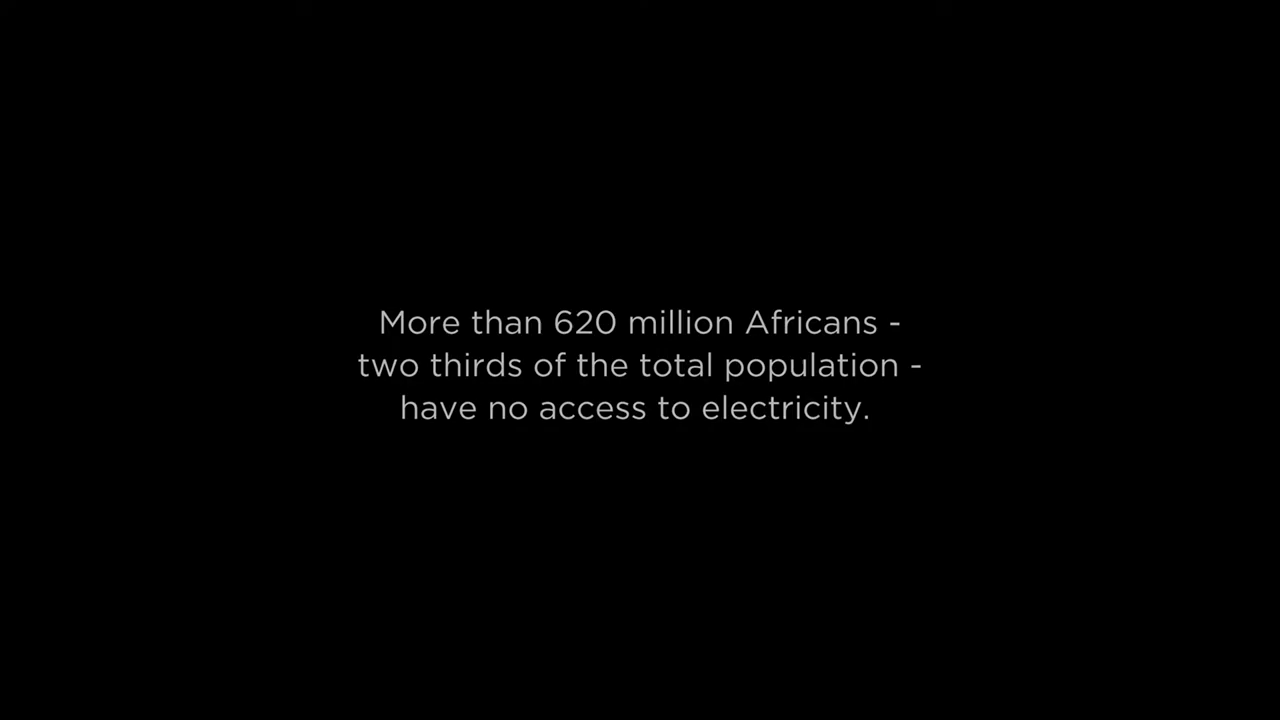 More than 620 million Africans -
two thirds of the total population -
have no access to electricity.